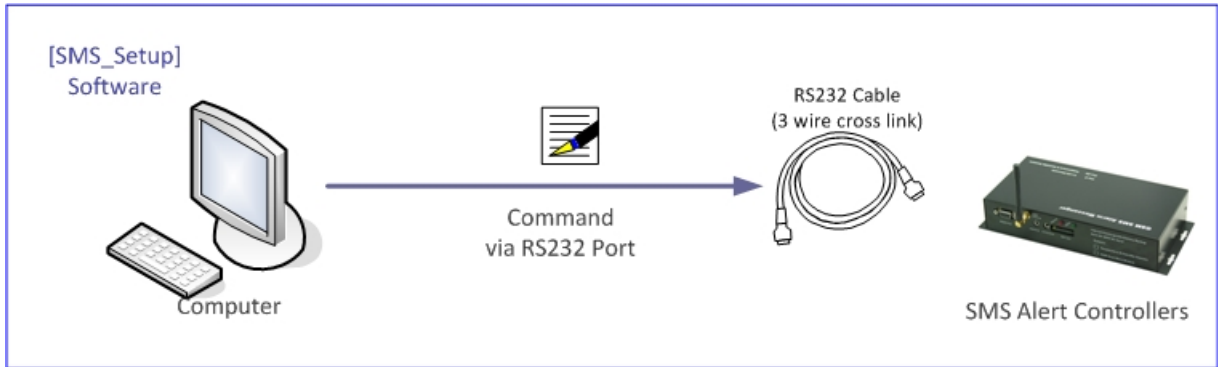 [SMS_Setup]
Software
Computer
Command
via RS232 Port
RS232 Cable
(3 wire cross link)
SMS Alert Controllers